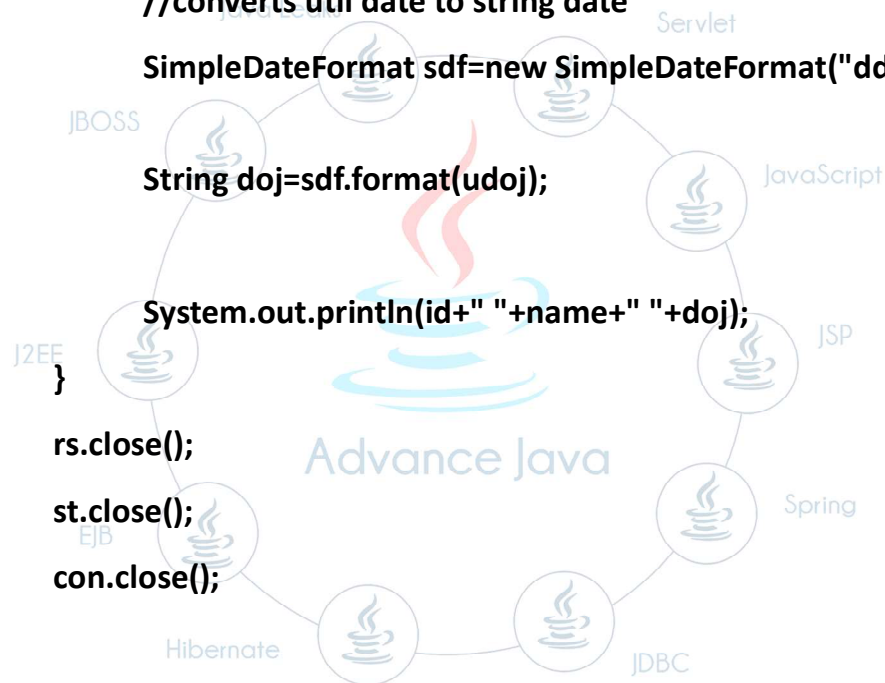 //converts util date to string date
Java Leaks
Servlet
SimpleDateFormat sdf=new SimpleDateFormat("dd
JBOSS
String doj=sdf.format(udoj);
JavaScript
System.out.println(id+" "+name+" "+doj);
JSP
J2EE
}
rs.close();
Advance Java
st.close();
Spring
EJB
con.close();
Hibernate
JDBC